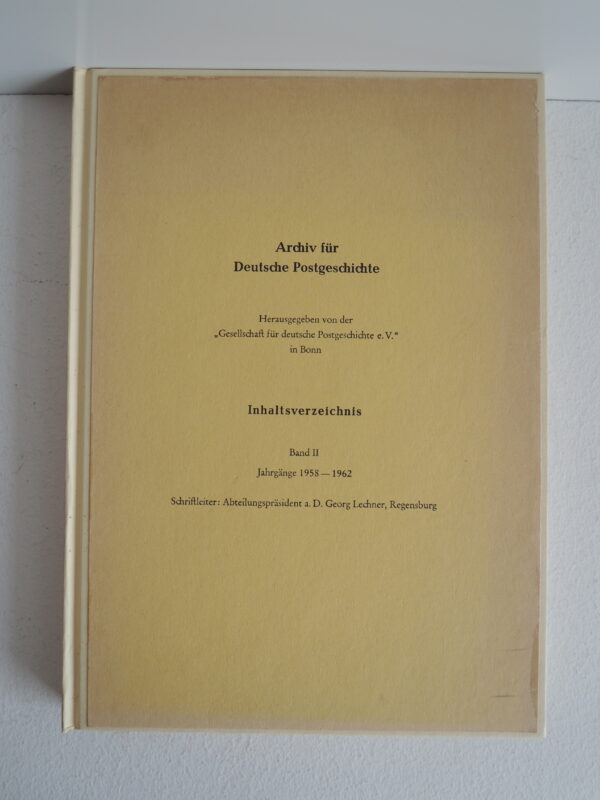 Archiv für
Deutsche Postgeschichte
Herausgegeben von der
„Gesellschaft für deutsche Postgeschichte e. V.“
in Bonn
Inhaltsverzeichnis
Band II
Jahrgänge 1958 — 1962
Schriftleiter: Abteilungspräsident a. D. Georg Lechner, Regensburg